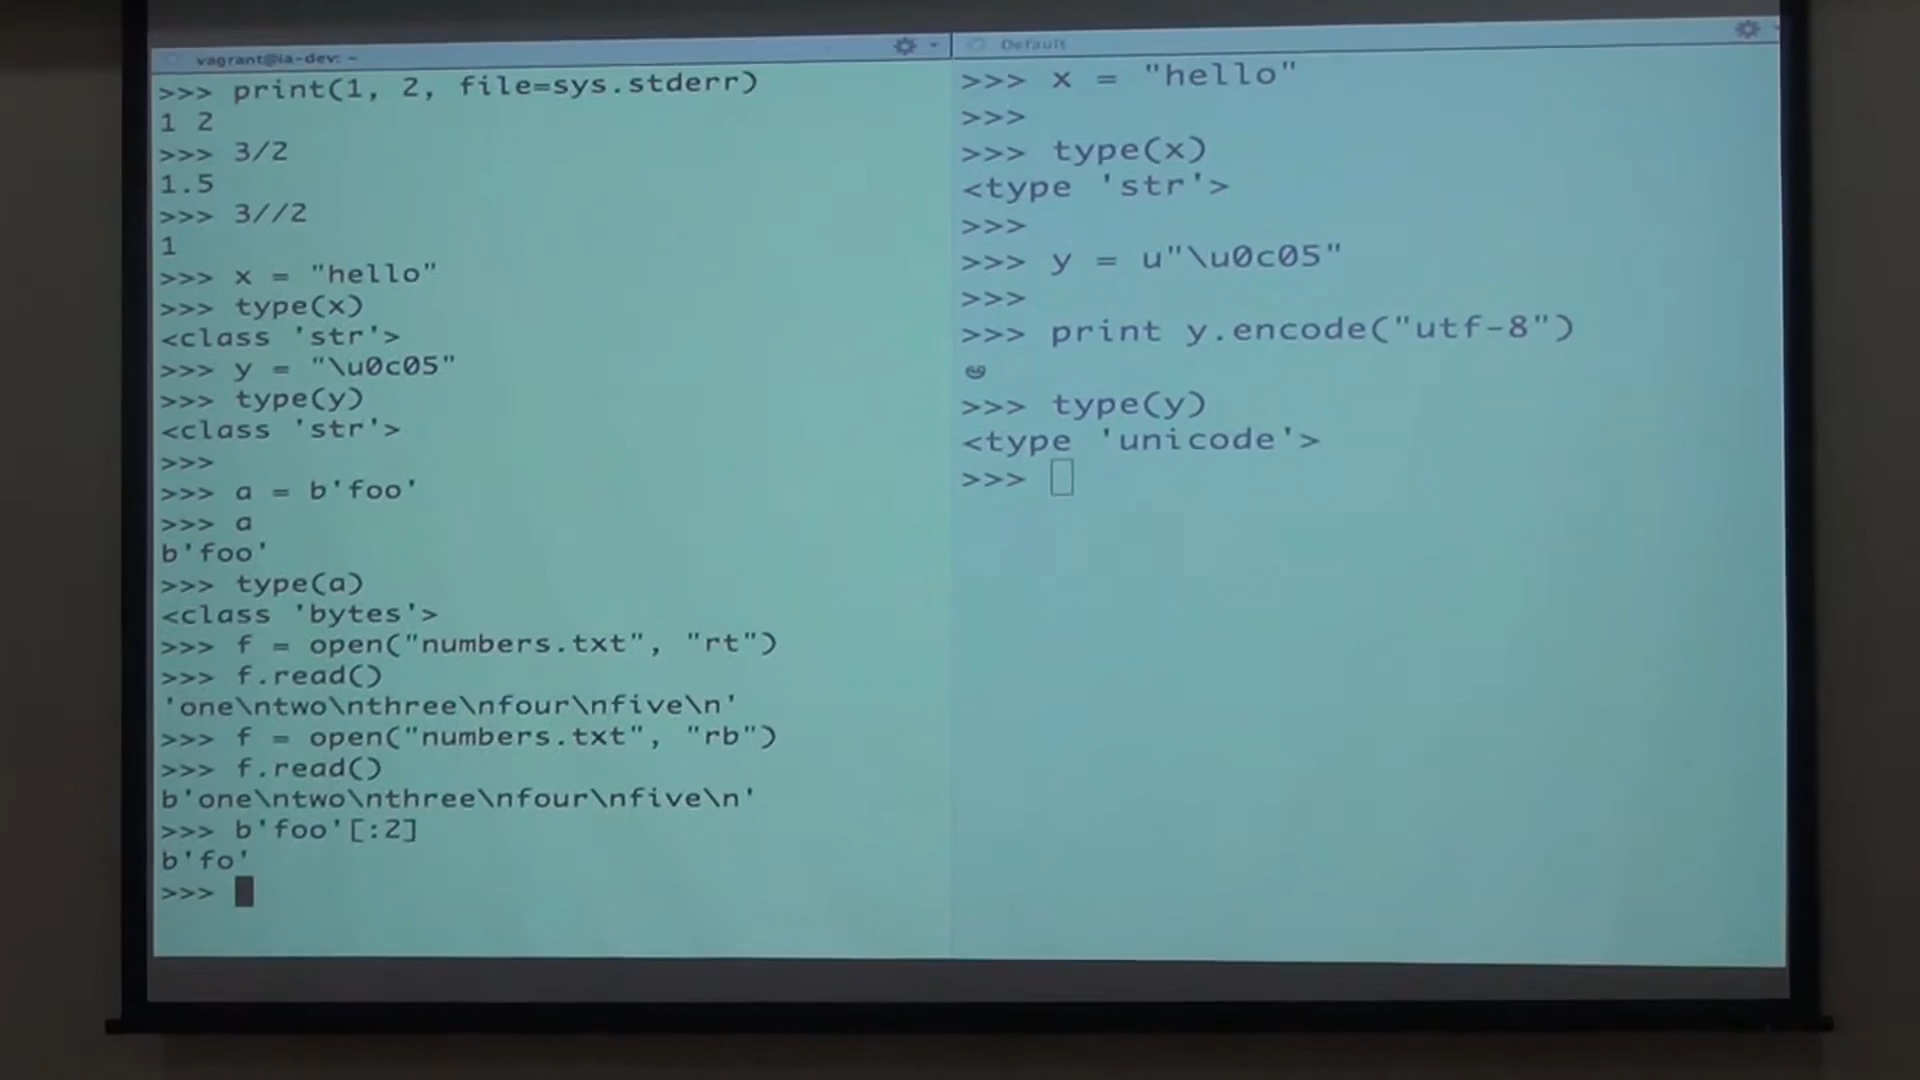 vagrant@ia-dev: ~
>>> print(1, 2, file=sys.stderr)
1 2
>>> 3/2
1.5
>>> 3//2
1
>>> x = "hello"
>>> type(x)
<class 'str'>
>>> y = "\u0c05"
>>> type(y)
<class 'str'>
>>>
>>> a = b'foo'
>>> a
b'foo'
>>> type(a)
<class 'bytes'>
>>> f = open("numbers.txt", "rt")
>>> f.read()
'one\ntwo\nthree\nfour\nfive\n'
>>> f = open("numbers.txt", "rb")
>>> f.read()
b'one\ntwo\nthree\nfour\nfive\n'
>>> b'foo'[:2]
b'fo'
>>>
Default
>>> x = "hello"
>>>
>>> type(x)
<type 'str'>
>>>
>>> y = u"\u0c05"
>>>
>>> print y.encode("utf-8")
అ
>>> type(y)
<type 'unicode'>
>>>